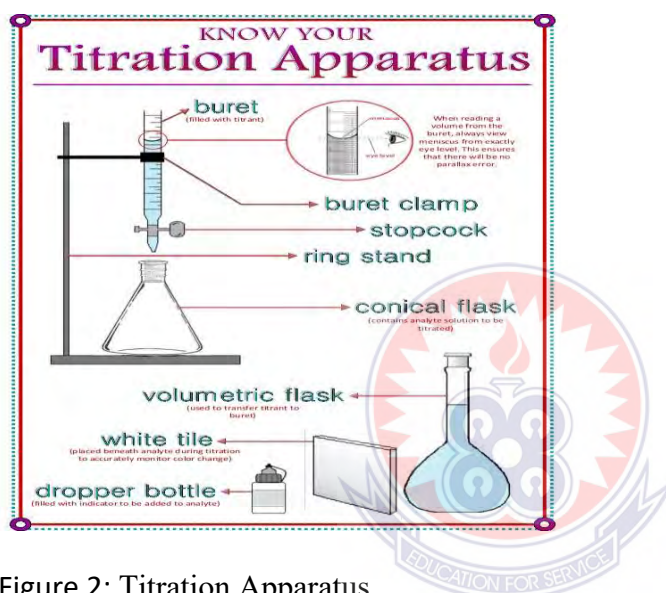 KNOW YOUR
Titration Apparatus
buret
(filled with titrant)
meniscus
eye level
When reading a
volume from the
buret, always view
meniscus from exactly
eye level. This ensures
that there will be no
parallax error.
buret clamp
stopcock
ring stand
conical flask
(contains analyte solution to be
titrated)
volumetric flask
(used to transfer titrant to
buret)
white tile
(placed beneath analyte during titration
to accurately monitor color change)
dropper bottle
(filled with indicator to be added to analyte)
EDUCATION FOR SERVICE
Figure 2: Titration Apparatus